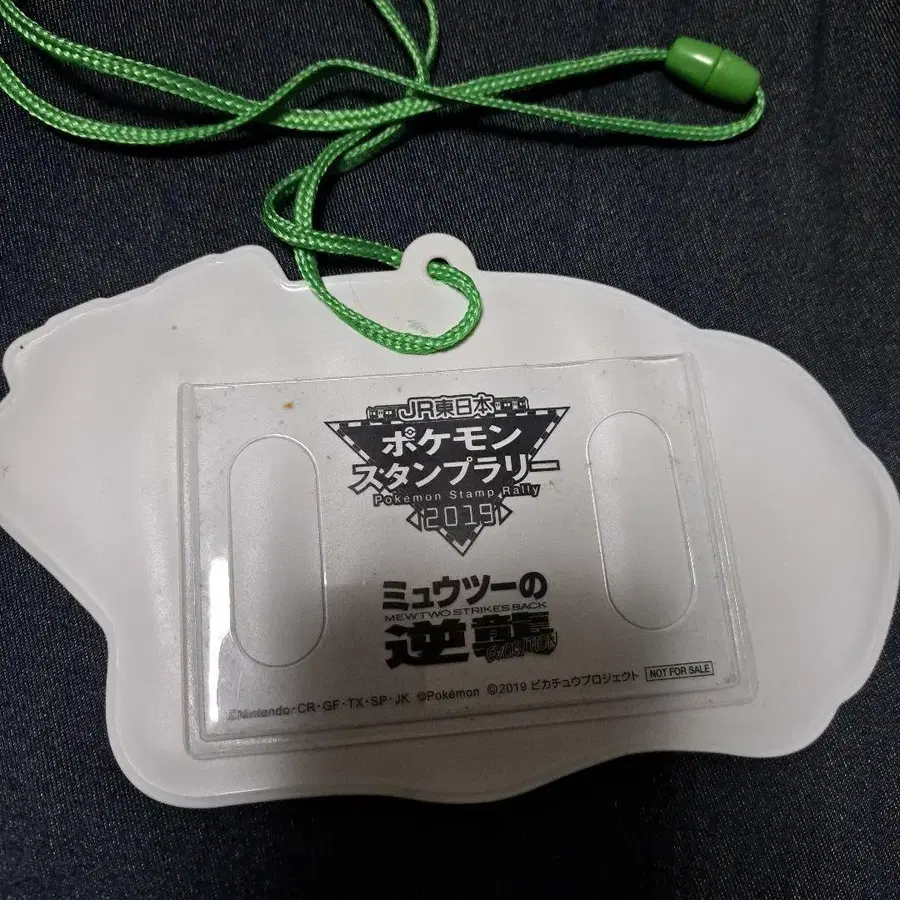 JR東日本
ポケモン
スタンプラリー
Pokémon Stamp Rally
2019
ミュウツーの
MEWTWO STRIKES BACK
逆襲
EVOLUTION
©Nintendo・CR・GF・TX・SP・JK ©Pokémon ©2019 ピカチュウプロジェクト NOT FOR SALE